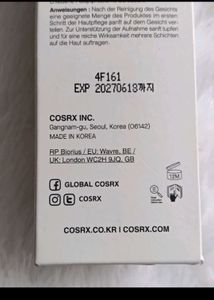 Anweisungen : Nach der Reinigung des Gesichts
eine geeignete Menge des Produktes im ersten
Schritt der Hautpflege sanft auf dem Gesicht verteilen.
Zur Unterstützung der Aufnahme sanft tupfen
und für eine reiche Wirksamkeit mehrere Schichten
auf die Haut auftragen.
4F161
EXP 20270618까지
COSRX INC.
Gangnam-gu, Seoul, Korea (06142)
MADE IN KOREA
RP Biorius / EU: Wavre, BE /
UK: London WC2H 9JQ, GB
12M
GLOBAL COSRX
COSRX
COSRX.CO.KR I COSRX.COM